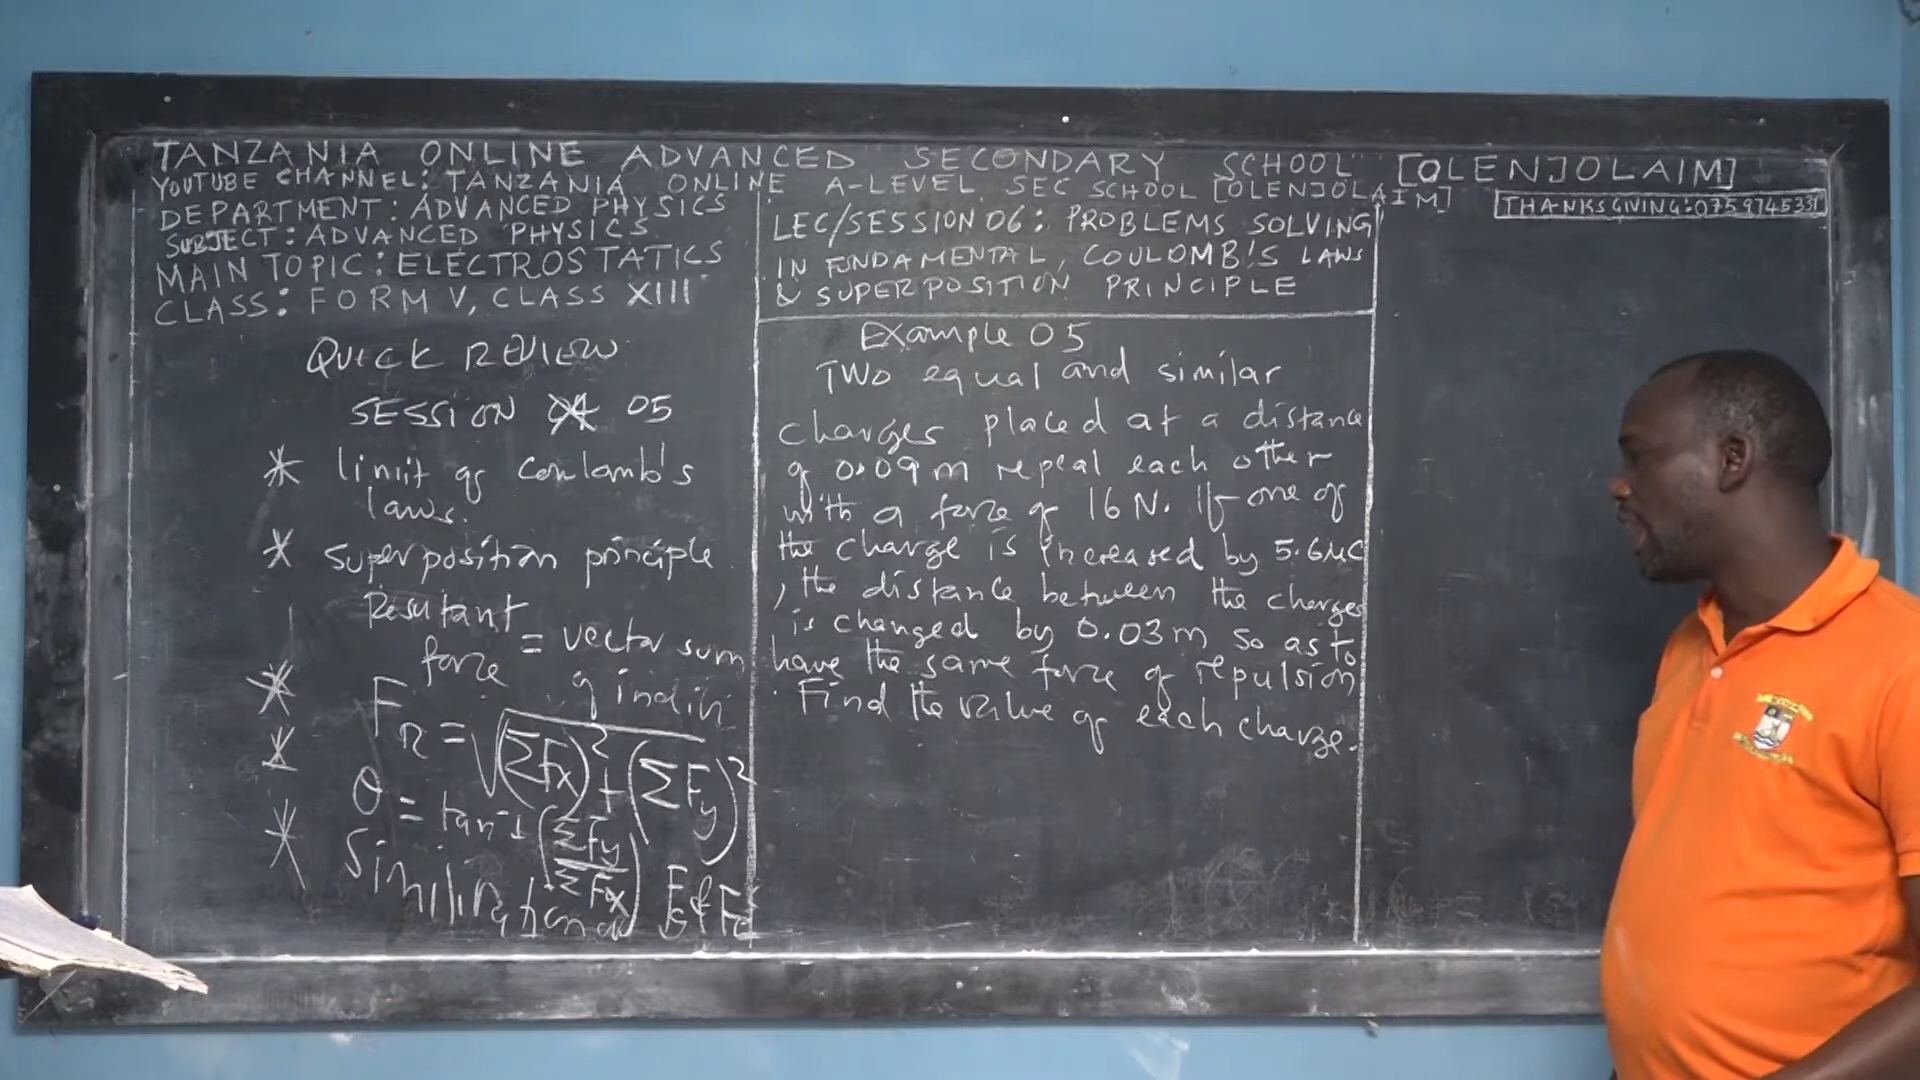 TANZANIA ONLINE ADVANCED SECONDARY SCHOOL [OLENJOLAIM]
YOUTUBE CHANNEL: TANZANIA ONLINE A-LEVEL SEC SCHOOL [OLENJOLAIM]
THANKS GIVING: 0759745331
DEPARTMENT: ADVANCED PHYSICS
SUBJECT: ADVANCED PHYSICS
MAIN TOPIC: ELECTROSTATICS
CLASS: FORM V, CLASS XIII
QUICK REVIEW
SESSION 05
* limit of Coulomb's
laws.
* Superposition principle
Resultant
force = vector sum
of indiv
* F_R = √(ΣFx)² + (ΣFy)²
* θ = tan⁻¹ (ΣFy/ΣFx)
*
LEC/SESSION 06: PROBLEMS SOLVING
IN FUNDAMENTAL, COULOMB'S LAWS
& SUPERPOSITION PRINCIPLE
Example 05
Two equal and similar
charges placed at a distance
of 0.09m repeal each other
with a force of 16N. If one of
the charge is increased by 5.6μC
, the distance between the charges
is changed by 0.03m so as to
have the same force of repulsion
. Find the value of each charge.